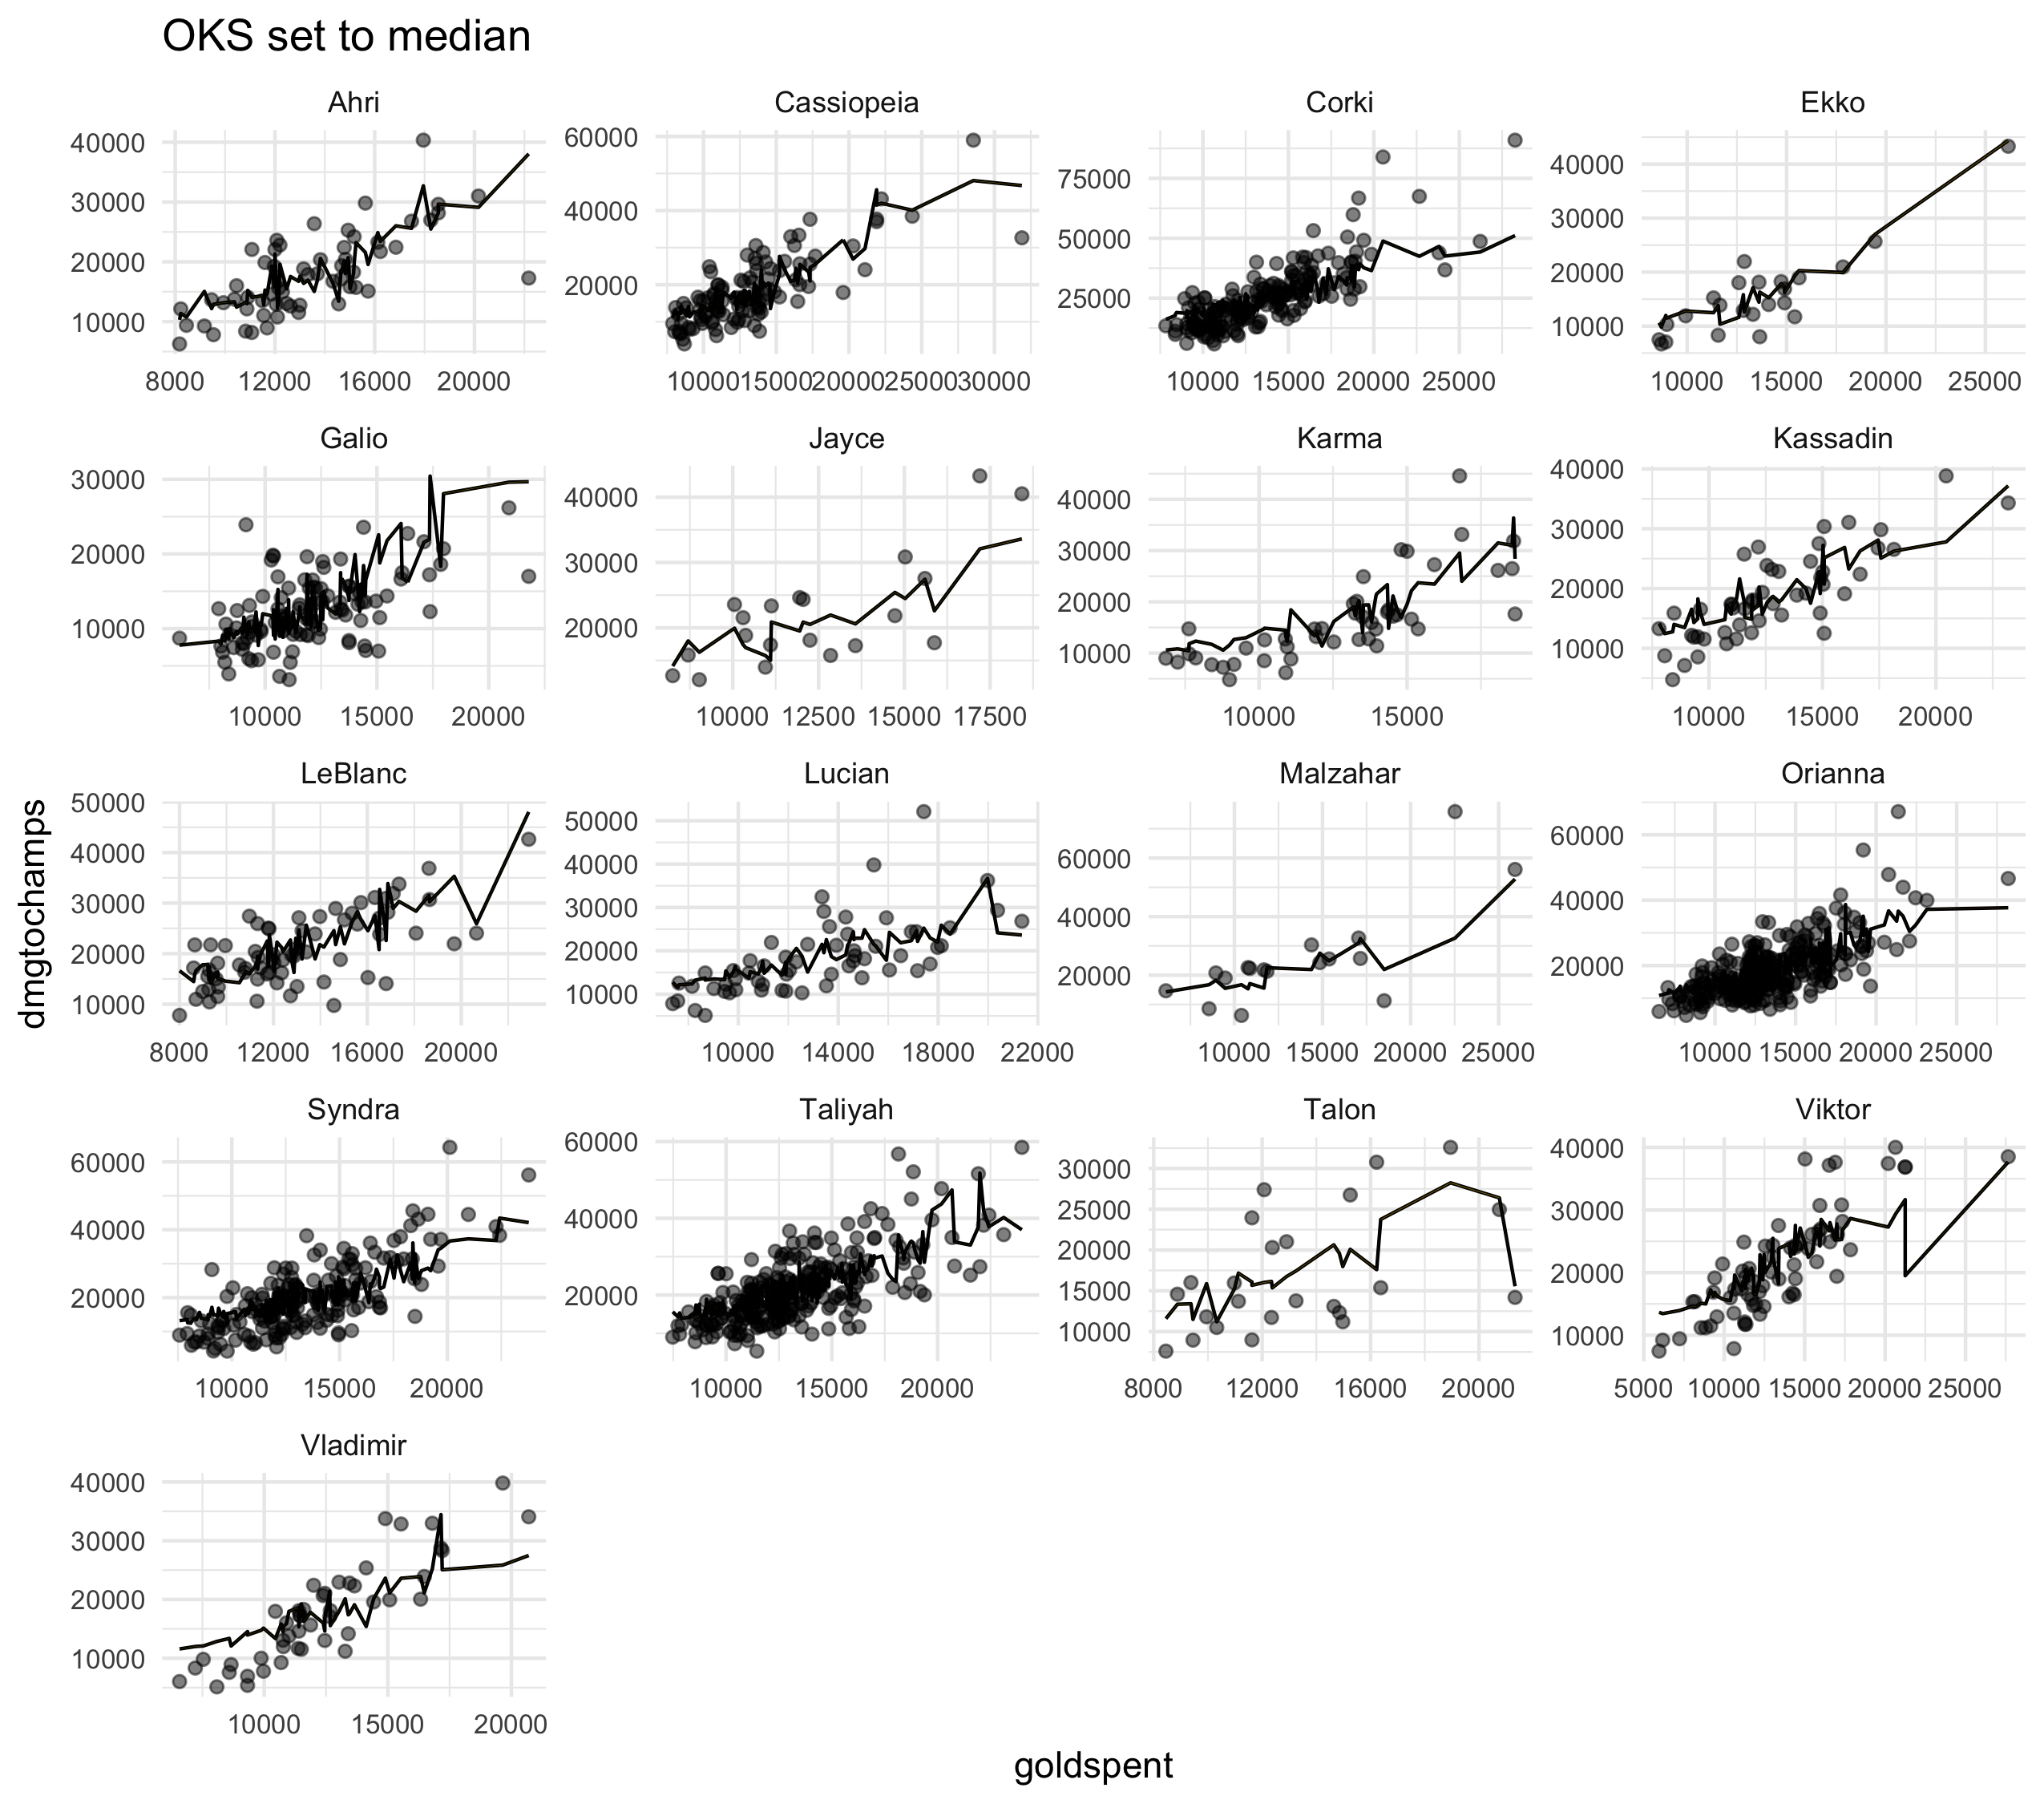 OKS set to median
Ahri Cassiopeia Corki Ekko
40000 30000 20000 10000
8000 12000 16000 20000
60000 40000 20000
10000 15000 20000 25000 30000
75000 50000 25000
10000 15000 20000 25000
40000 30000 20000 10000
10000 15000 20000 25000
Galio Jayce Karma Kassadin
30000 20000 10000
10000 15000 20000
40000 30000 20000
10000 12500 15000 17500
40000 30000 20000 10000
10000 15000
40000 30000 20000 10000
10000 15000 20000
LeBlanc Lucian Malzahar Orianna
50000 40000 30000 20000 10000
8000 12000 16000 20000
50000 40000 30000 20000 10000
10000 14000 18000 22000
60000 40000 20000
10000 15000 20000 25000
60000 40000 20000
10000 15000 20000 25000
Syndra Taliyah Talon Viktor
60000 40000 20000
10000 15000 20000
60000 40000 20000
10000 15000 20000
30000 25000 20000 15000 10000
8000 12000 16000 20000
40000 30000 20000 10000
5000 10000 15000 20000 25000
Vladimir
40000 30000 20000 10000
10000 15000 20000
dmgtochamps
goldspent